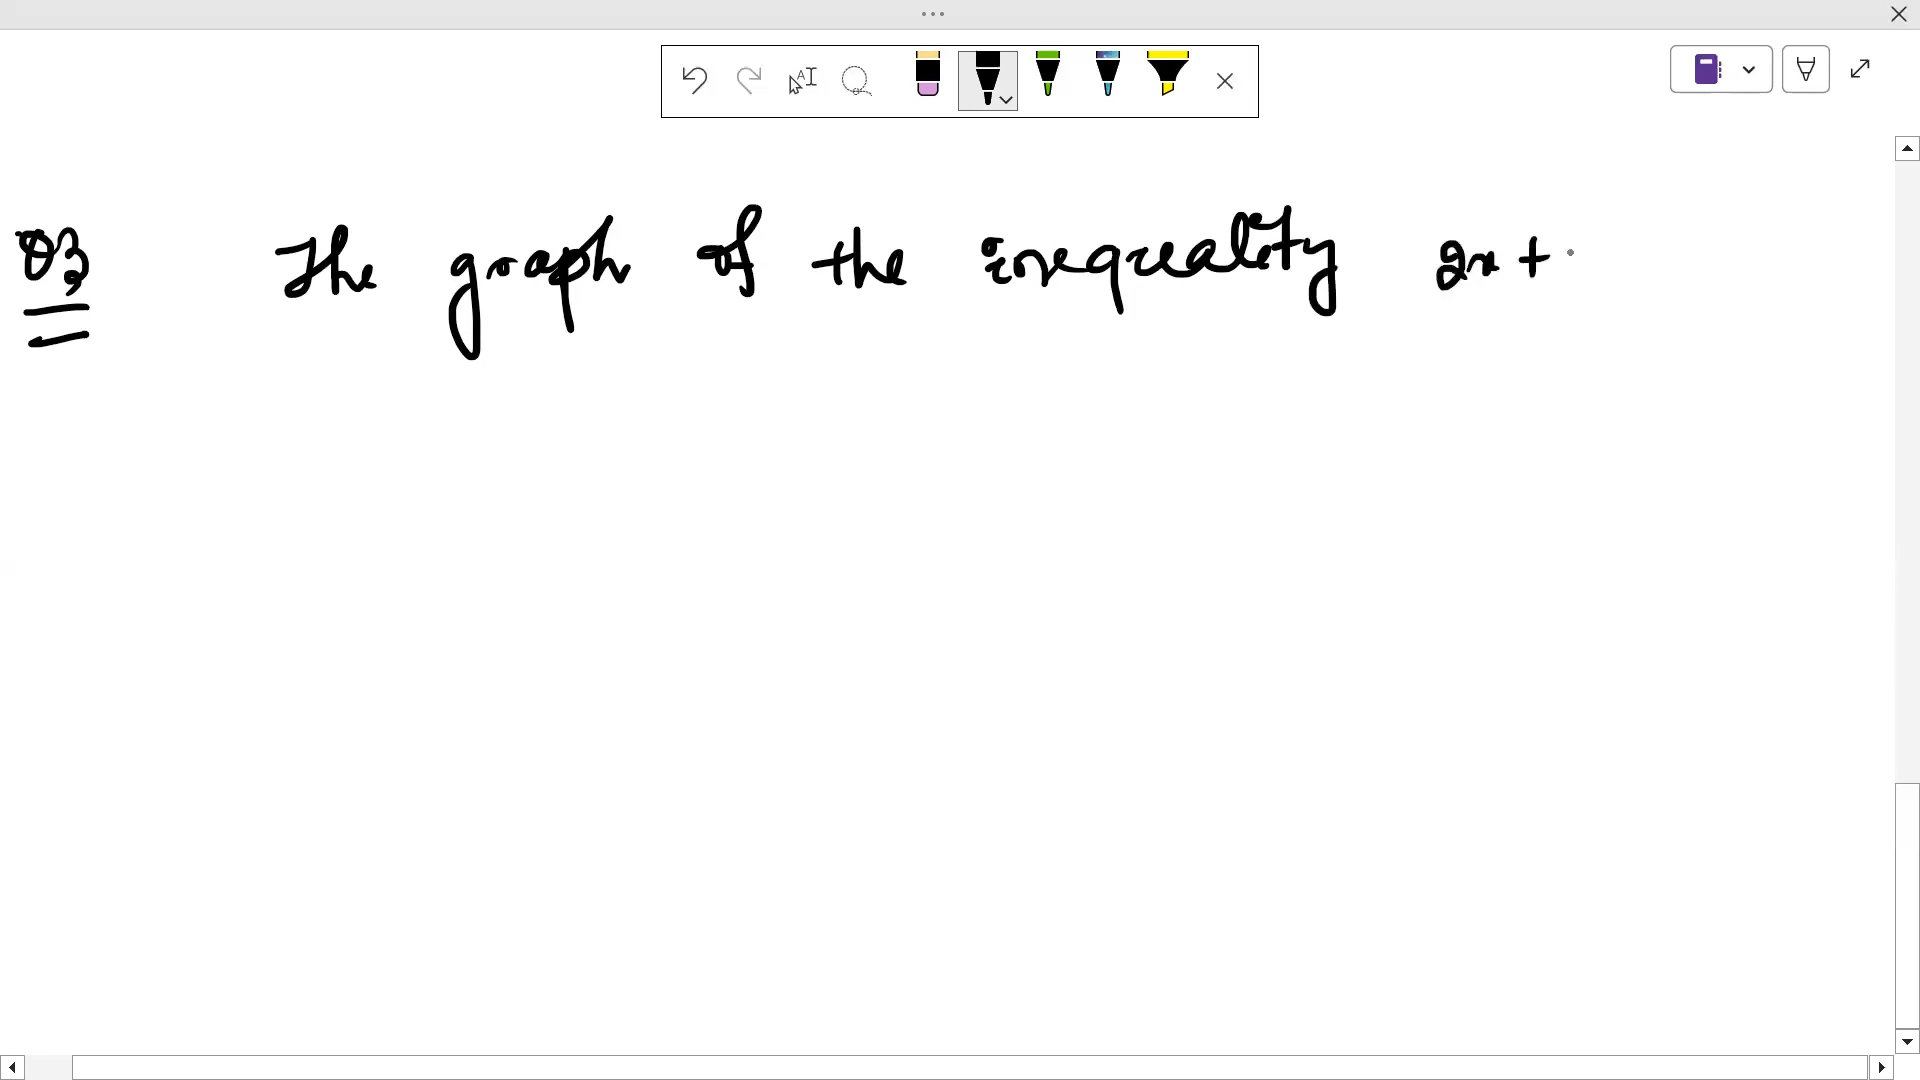 Q3 The graph of the inequality 2x +